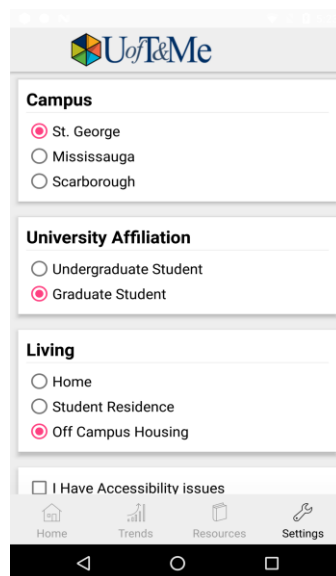 UofT&Me
Campus
St. George
Mississauga
Scarborough
University Affiliation
Undergraduate Student
Graduate Student
Living
Home
Student Residence
Off Campus Housing
I Have Accessibility issues
Home Trends Resources Settings